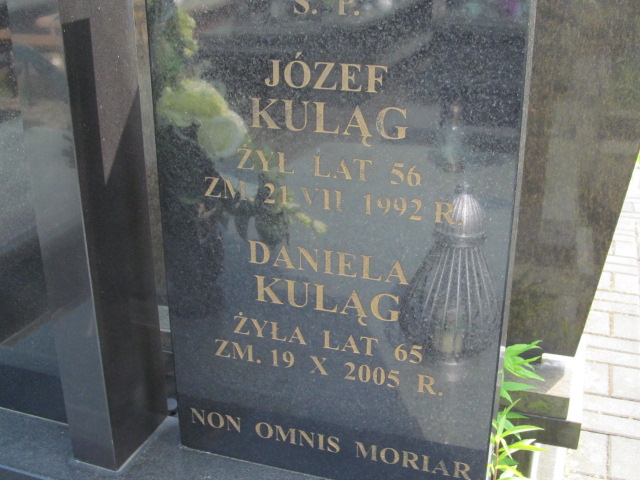 Ś. P.
JÓZEF
KULĄG
ŻYŁ LAT 56
ZM. 21 VII 1992 R.
DANIELA
KULĄG
ŻYŁA LAT 65
ZM. 19 X 2005 R.
NON OMNIS MORIAR